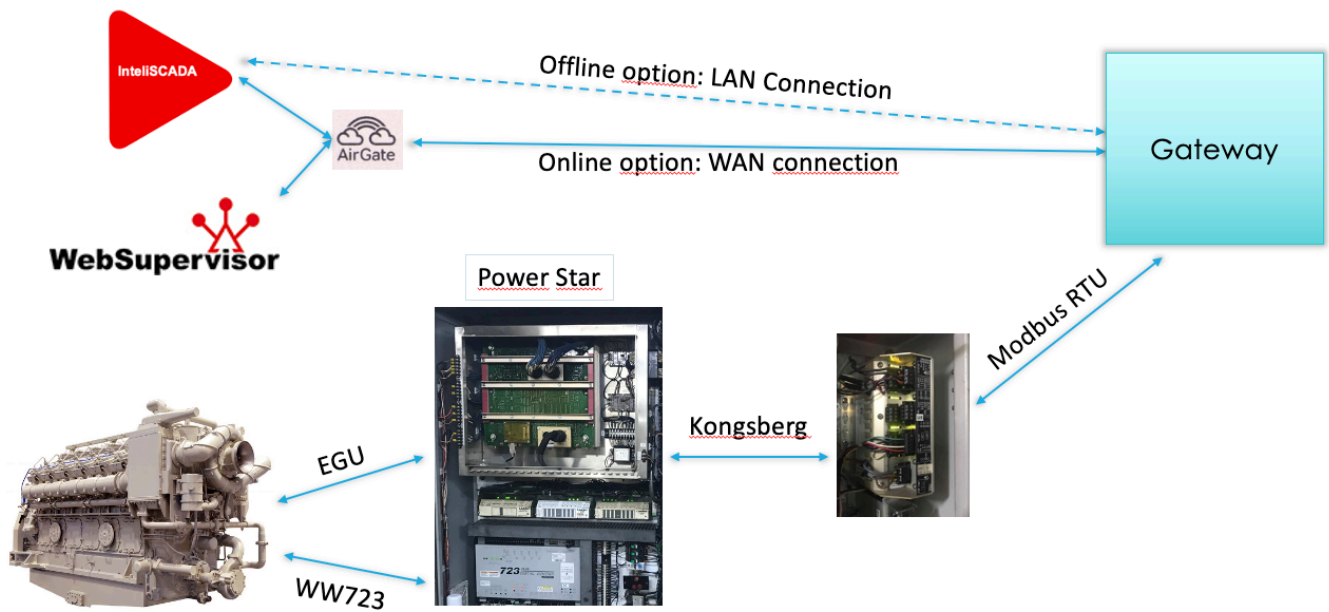 InteliSCADA
Offline option: LAN Connection
AirGate
Online option: WAN connection
Gateway
WebSupervisor
Power Star
Modbus RTU
Kongsberg
EGU
WW723
723